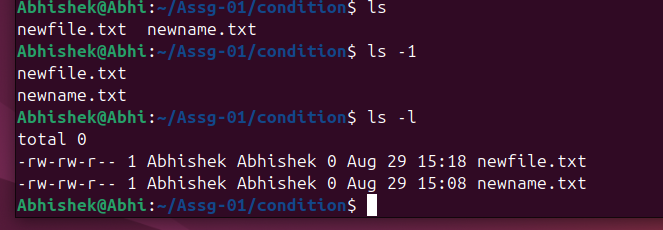 Abhishek@Abhi:~/Assg-01/condition$ ls
newfile.txt  newname.txt
Abhishek@Abhi:~/Assg-01/condition$ ls -1
newfile.txt
newname.txt
Abhishek@Abhi:~/Assg-01/condition$ ls -l
total 0
-rw-rw-r-- 1 Abhishek Abhishek 0 Aug 29 15:18 newfile.txt
-rw-rw-r-- 1 Abhishek Abhishek 0 Aug 29 15:08 newname.txt
Abhishek@Abhi:~/Assg-01/condition$